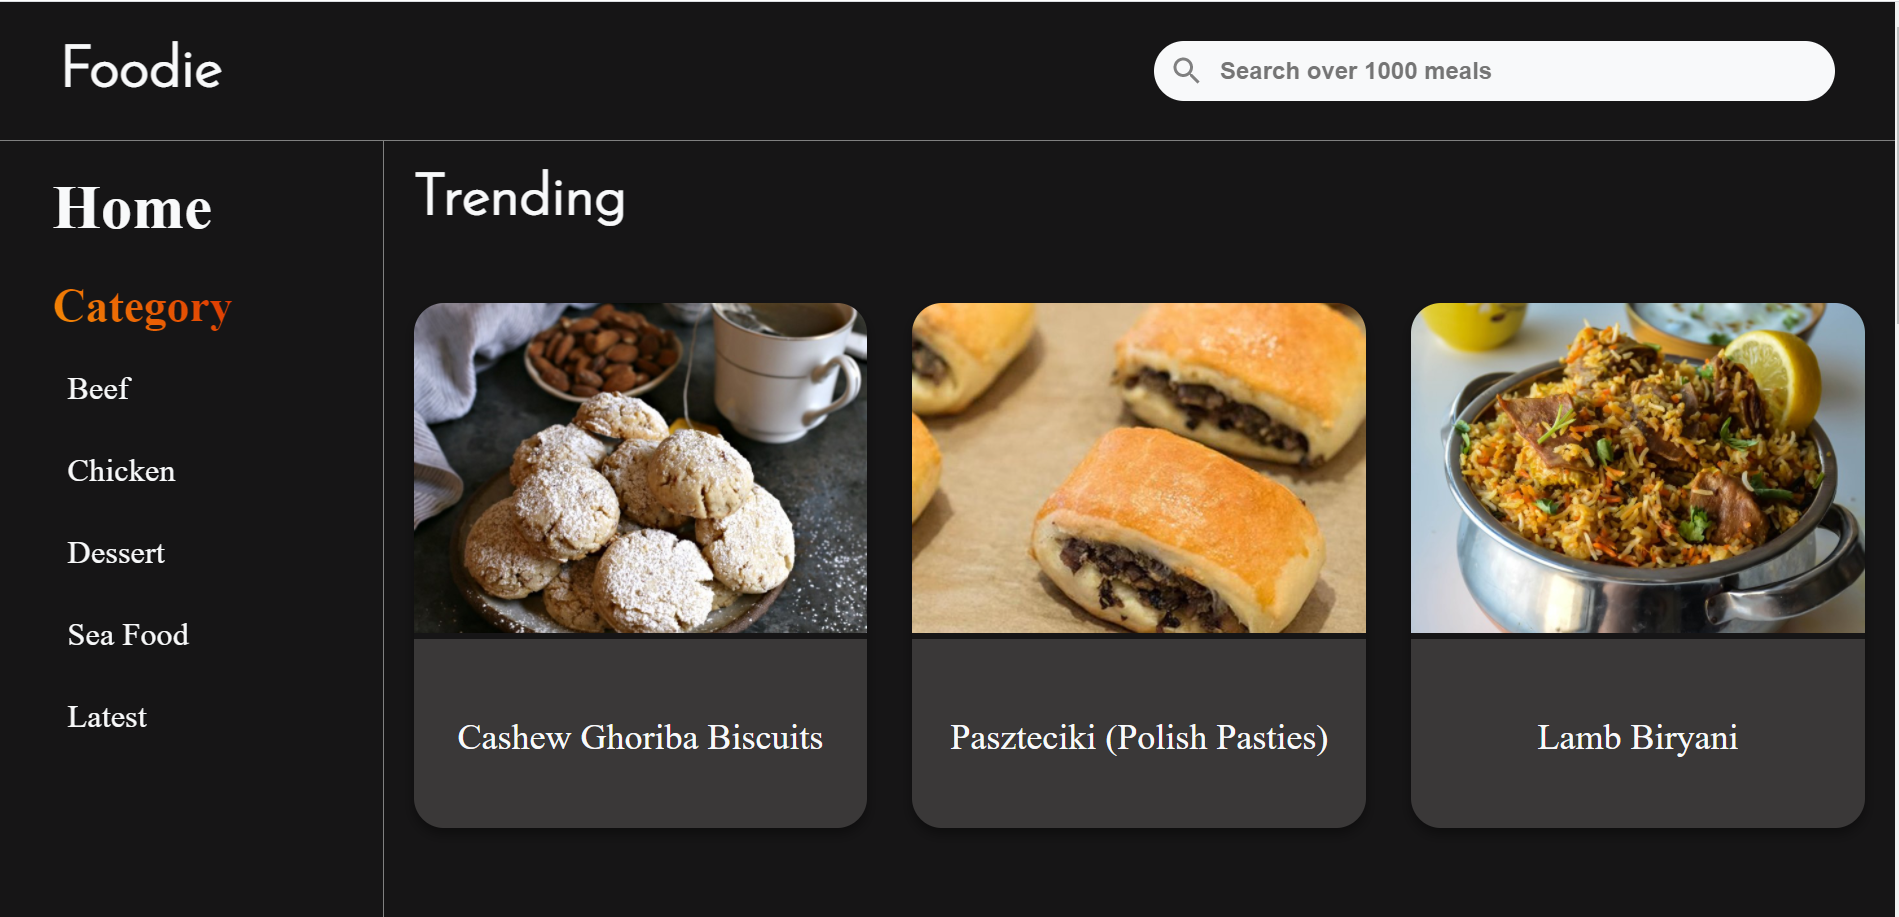 Foodie
Search over 1000 meals
Home
Category
Beef
Chicken
Dessert
Sea Food
Latest
Trending
Cashew Ghoriba Biscuits
Paszteciki (Polish Pasties)
Lamb Biryani